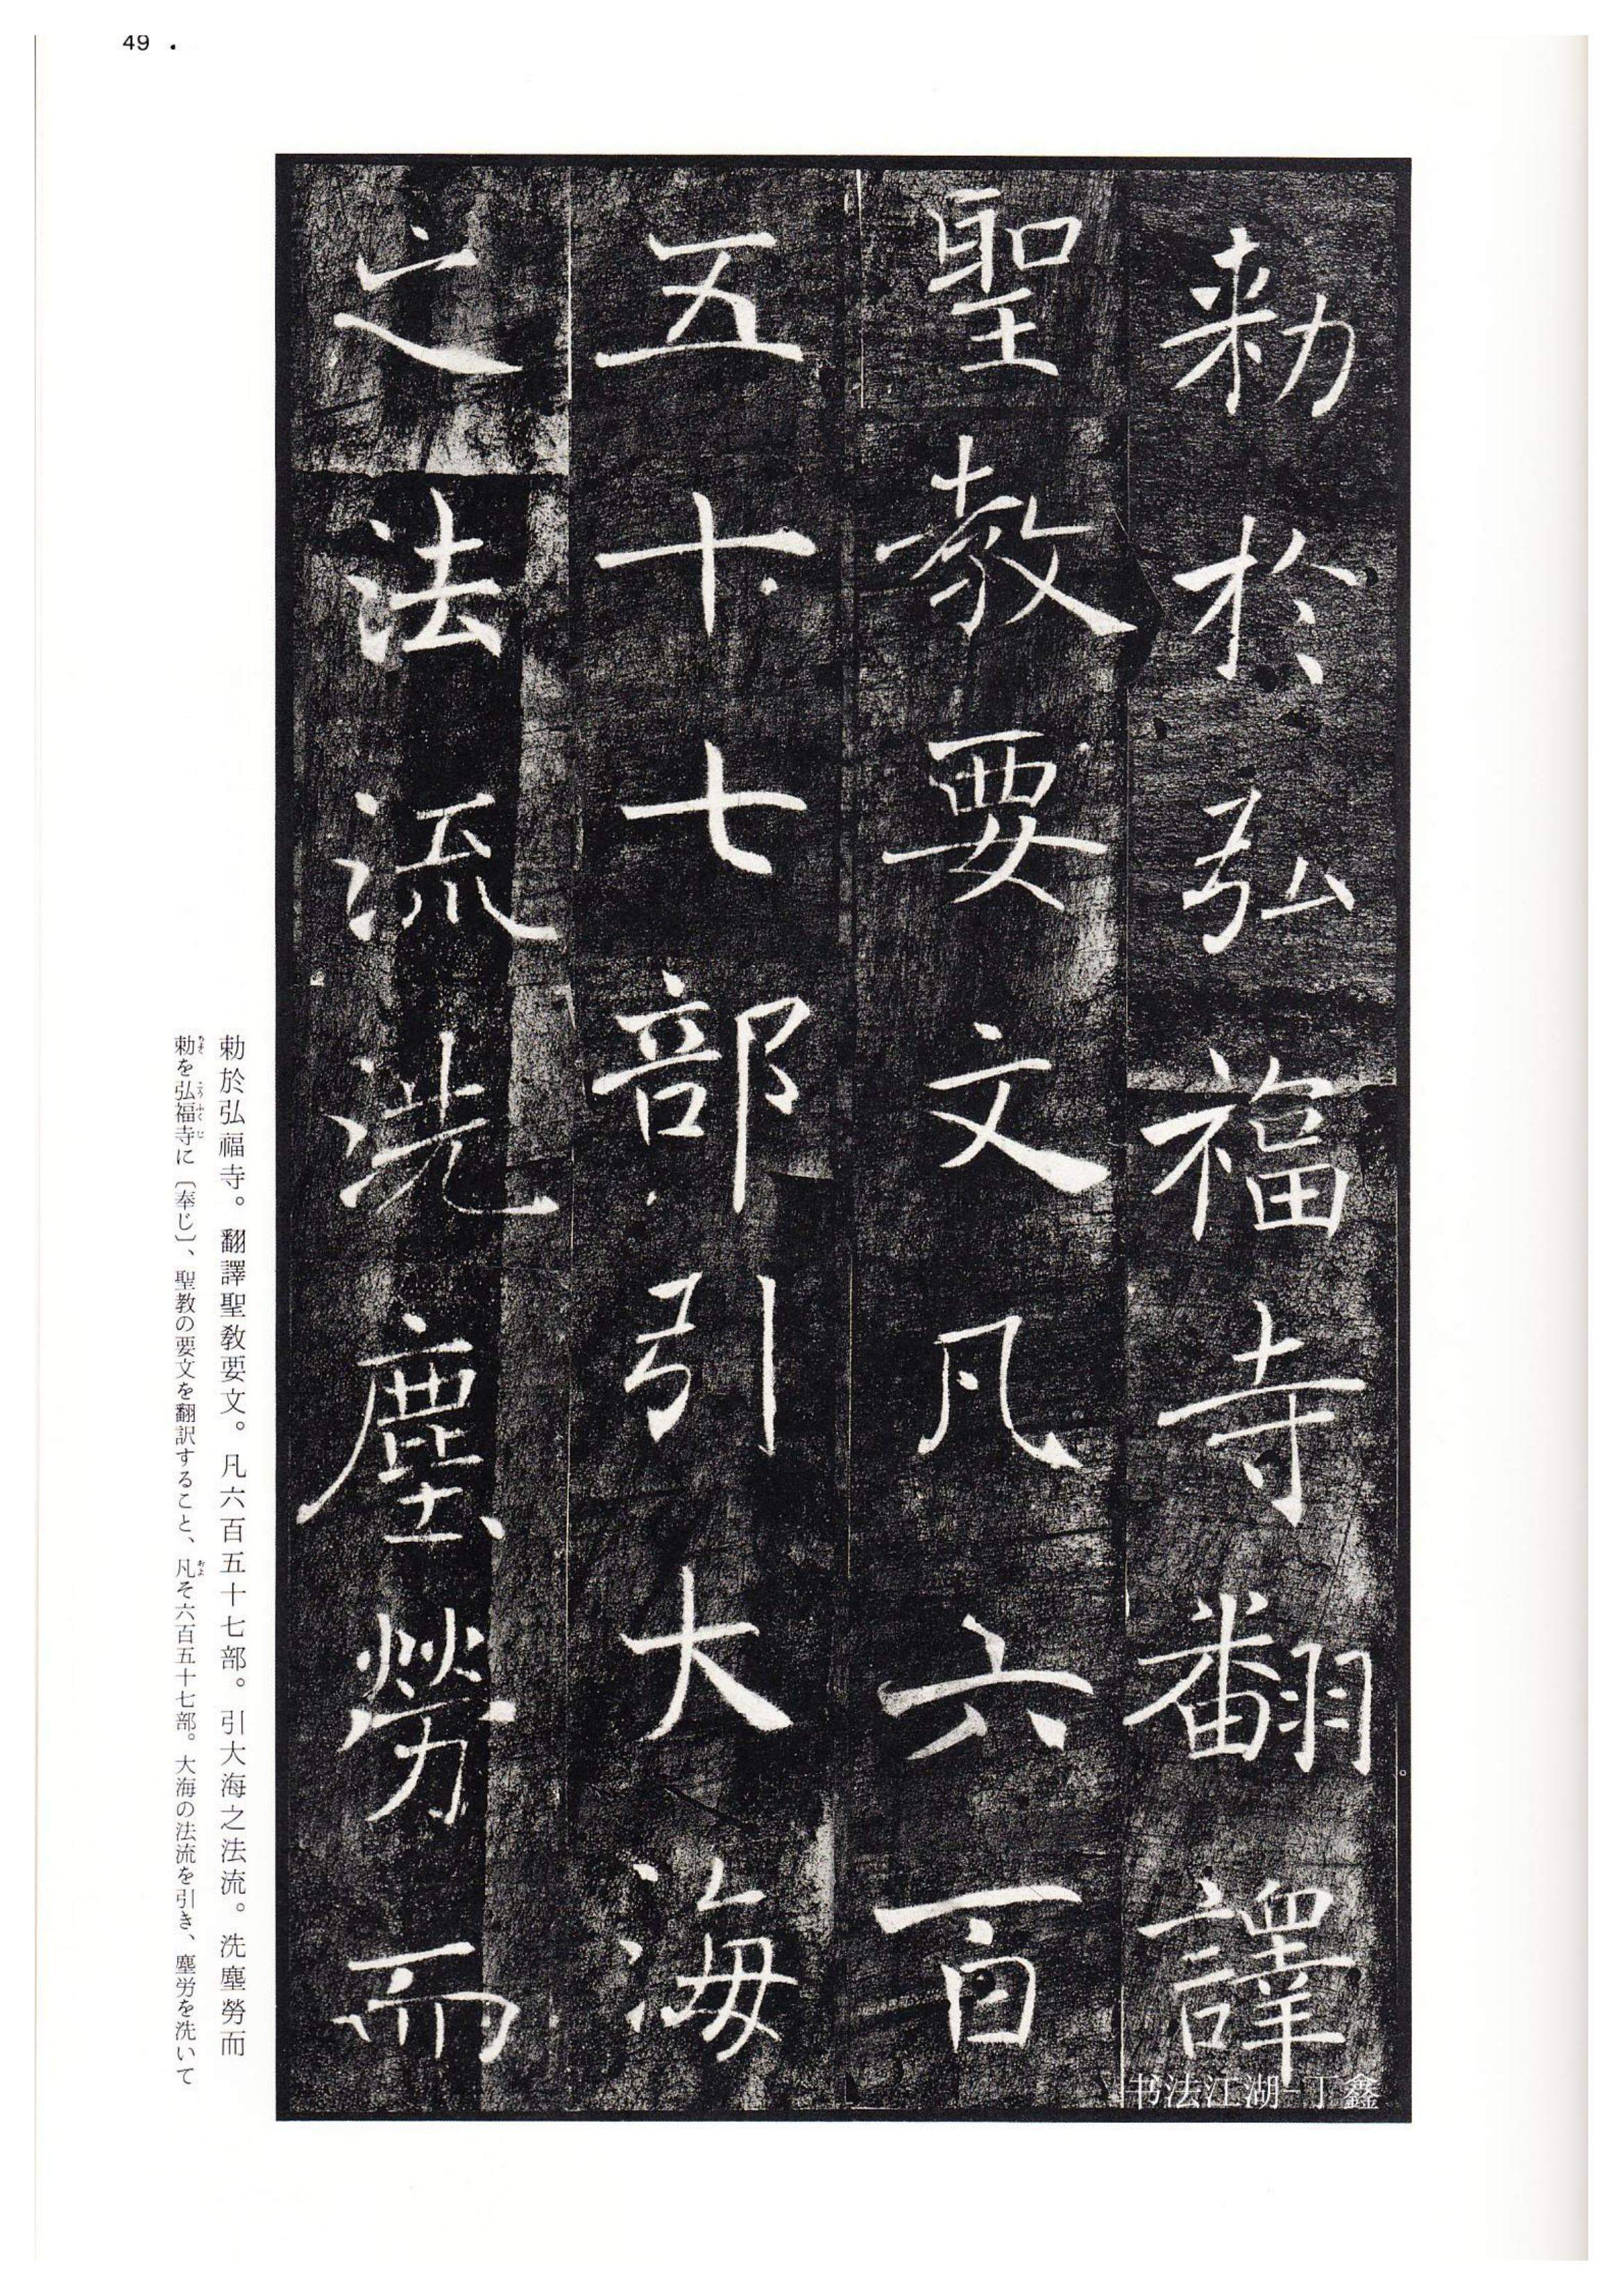 49
勅於弘福寺翻譯
聖教要文凡六百
五十七部引大海
之法流洗塵勞而
书法江湖-丁鑫
勅於弘福寺。翻譯聖教要文。凡六百五十七部。引大海之法流。洗塵勞而
勅を弘福寺に〔奉じ〕、聖教の要文を翻訳すること、凡そ六百五十七部。大海の法流を引き、塵労を洗いて